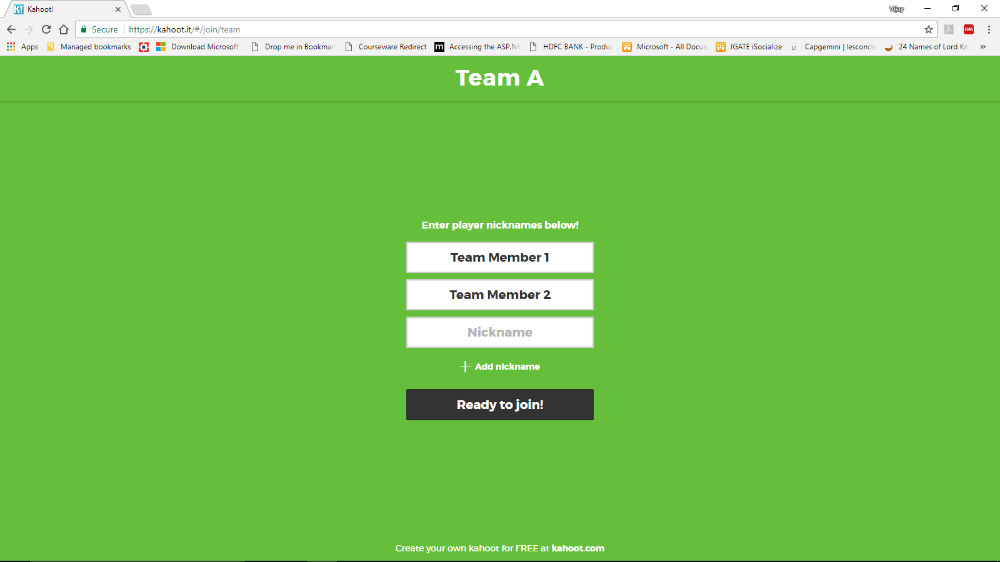 Kahoot!
Vijay
Secure https://kahoot.it/#/join/team
CORS
Apps Managed bookmarks Download Microsoft Drop me in Bookmar Courseware Redirect m Accessing the ASP.NE HDFC BANK - Produc Microsoft - All Docun IGATE iSocialize LC Capgemini | lesconcie 24 Names of Lord Kri »
Team A
Enter player nicknames below!
Team Member 1
Team Member 2
Nickname
Add nickname
Ready to join!
Create your own kahoot for FREE at kahoot.com